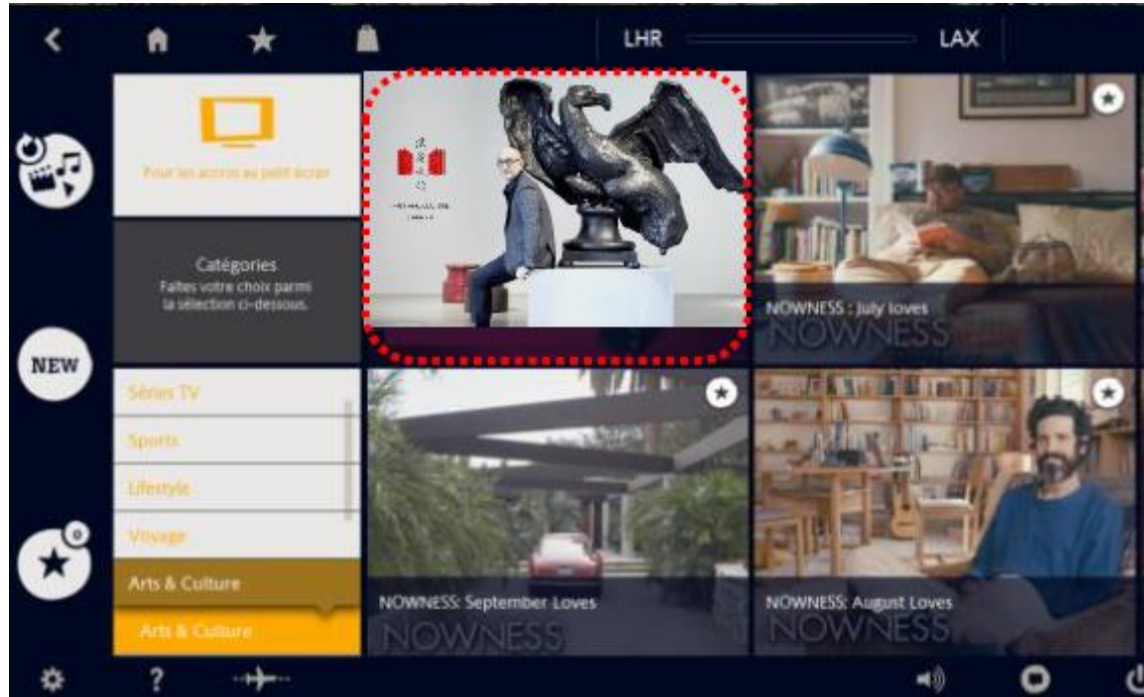 LHR LAX
Pour les accros au petit écran
Catégories
Faites votre choix parmi
la sélection ci-dessous.
NEW
Séries TV
Sports
Lifestyle
Voyage
Arts & Culture
Arts & Culture
NOWNESS : July loves
NOWNESS
NOWNESS: September Loves
NOWNESS
NOWNESS: August Loves
NOWNESS
?